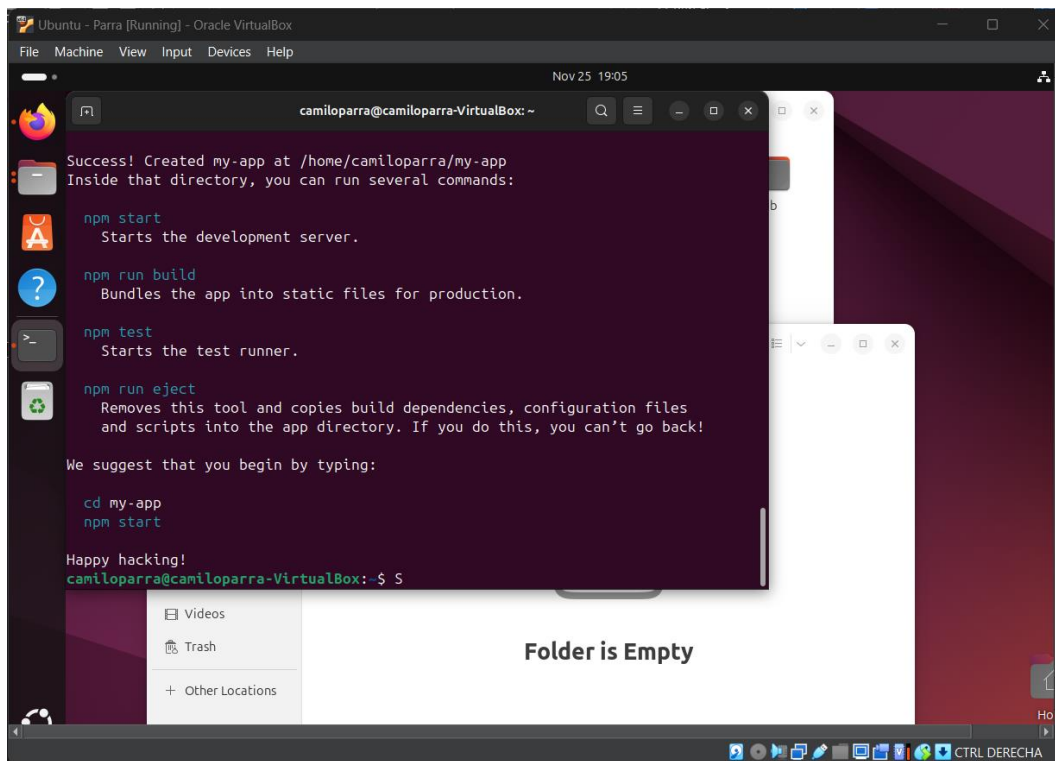 Ubuntu - Parra [Running] - Oracle VirtualBox
File Machine View Input Devices Help
Nov 25 19:05
camiloparra@camiloparra-VirtualBox: ~
Success! Created my-app at /home/camiloparra/my-app
Inside that directory, you can run several commands:
npm start
Starts the development server.
npm run build
Bundles the app into static files for production.
npm test
Starts the test runner.
npm run eject
Removes this tool and copies build dependencies, configuration files
and scripts into the app directory. If you do this, you can’t go back!
We suggest that you begin by typing:
cd my-app
npm start
Happy hacking!
camiloparra@camiloparra-VirtualBox:~$ S
b
Videos
Trash
+ Other Locations
Folder is Empty
Ho
CTRL DERECHA